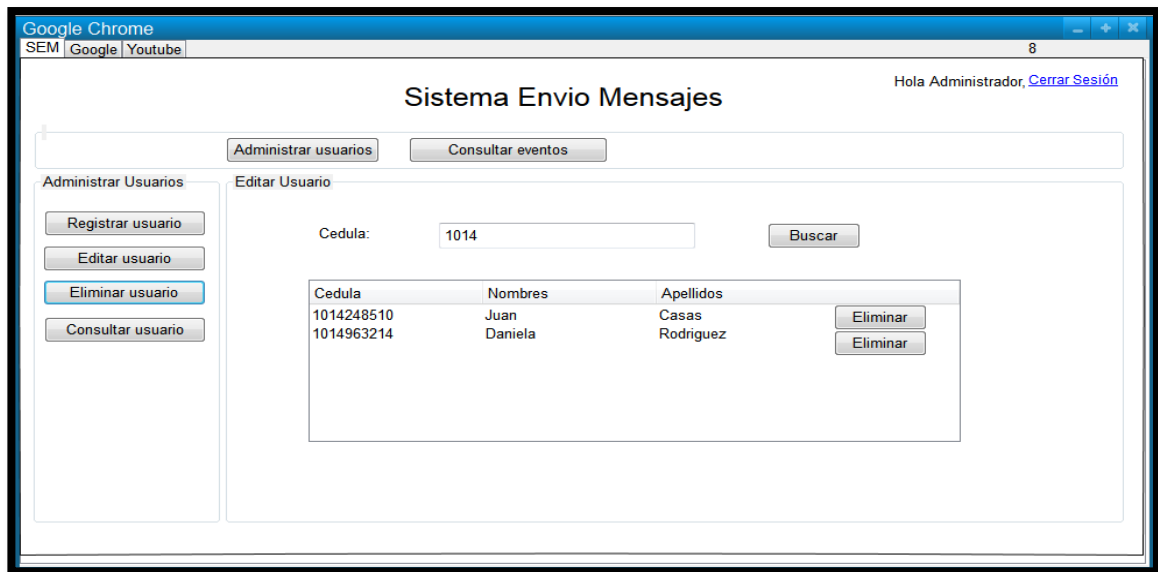 Google Chrome
SEM Google Youtube 8
Hola Administrador, Cerrar Sesión
Sistema Envio Mensajes
Administrar usuarios Consultar eventos
Administrar Usuarios
Registrar usuario
Editar usuario
Eliminar usuario
Consultar usuario
Editar Usuario
Cedula: 1014 Buscar
Cedula Nombres Apellidos
1014248510 Juan Casas Eliminar
1014963214 Daniela Rodriguez Eliminar